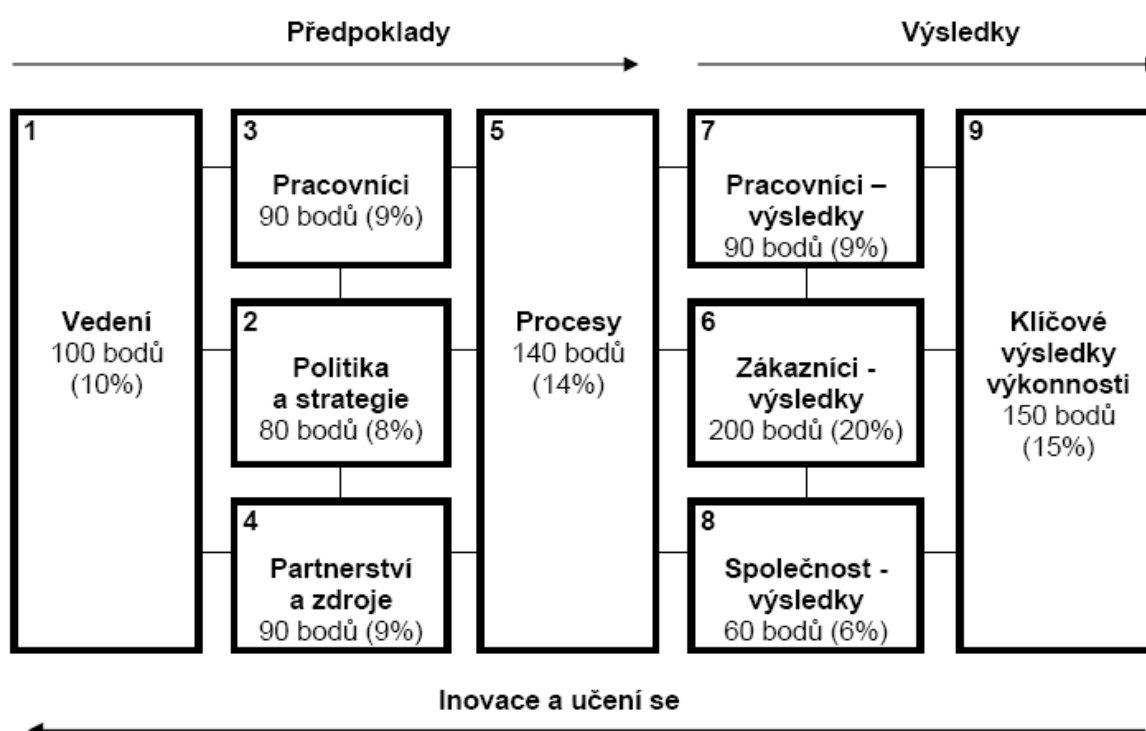 Předpoklady
Výsledky
1
Vedení
100 bodů
(10%)
3
Pracovníci
90 bodů (9%)
2
Politika
a strategie
80 bodů (8%)
4
Partnerství
a zdroje
90 bodů (9%)
5
Procesy
140 bodů
(14%)
7
Pracovníci –
výsledky
90 bodů (9%)
6
Zákazníci -
výsledky
200 bodů (20%)
8
Společnost -
výsledky
60 bodů (6%)
9
Klíčové
výsledky
výkonnosti
150 bodů
(15%)
Inovace a učení se